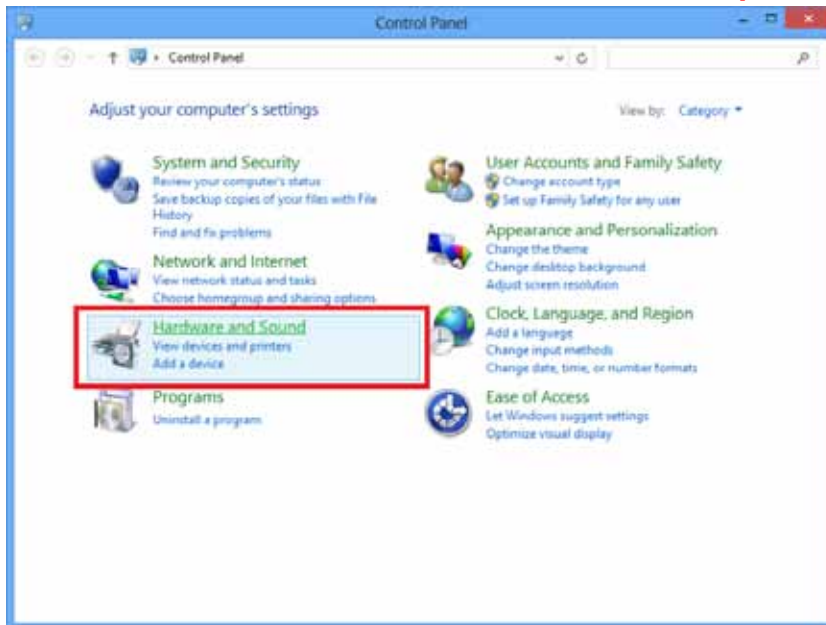 Control Panel
Control Panel
Adjust your computer's settings
View by: Category
System and Security
Review your computer's status
Save backup copies of your files with File
History
Find and fix problems
Network and Internet
View network status and tasks
Choose homegroup and sharing options
Hardware and Sound
View devices and printers
Add a device
Programs
Uninstall a program
User Accounts and Family Safety
Change account type
Set up Family Safety for any user
Appearance and Personalization
Change the theme
Change desktop background
Adjust screen resolution
Clock, Language, and Region
Add a language
Change input methods
Change date, time, or number formats
Ease of Access
Let Windows suggest settings
Optimize visual display